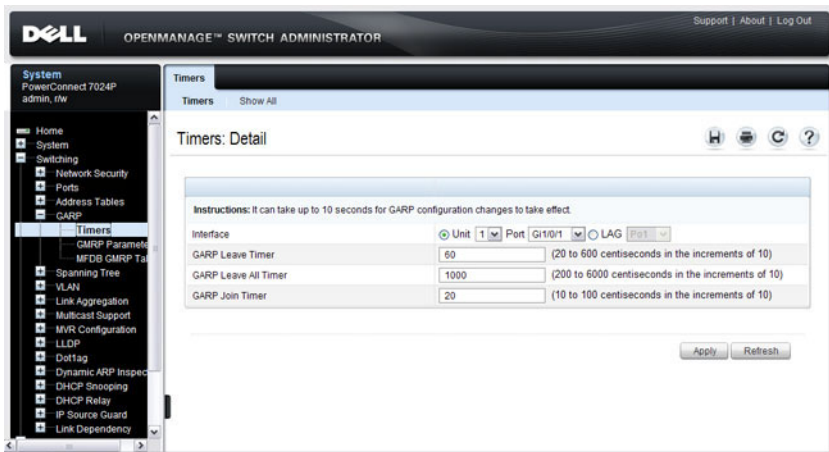 DELL
OPENMANAGE™ SWITCH ADMINISTRATOR
Support | About | Log Out
System
PowerConnect 7024P
admin, r/w
Home
System
Switching
Network Security
Ports
Address Tables
GARP
Timers
GMRP Paramete
MFDB GMRP Tal
Spanning Tree
VLAN
Link Aggregation
Multicast Support
MVR Configuration
LLDP
Dot1ag
Dynamic ARP Inspec
DHCP Snooping
DHCP Relay
IP Source Guard
Link Dependency
Timers
Timers Show All
Timers: Detail
Instructions: It can take up to 10 seconds for GARP configuration changes to take effect.
Interface Unit 1 Port Gi1/0/1 LAG Po1
GARP Leave Timer 60 (20 to 600 centiseconds in the increments of 10)
GARP Leave All Timer 1000 (200 to 6000 centiseconds in the increments of 10)
GARP Join Timer 20 (10 to 100 centiseconds in the increments of 10)
Apply Refresh